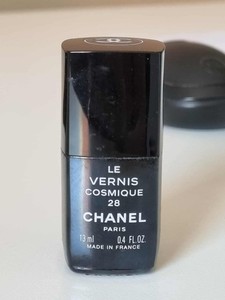 LE
VERNIS
COSMIQUE
28
CHANEL
PARIS
13 ml 0.4 FL.OZ.
MADE IN FRANCE